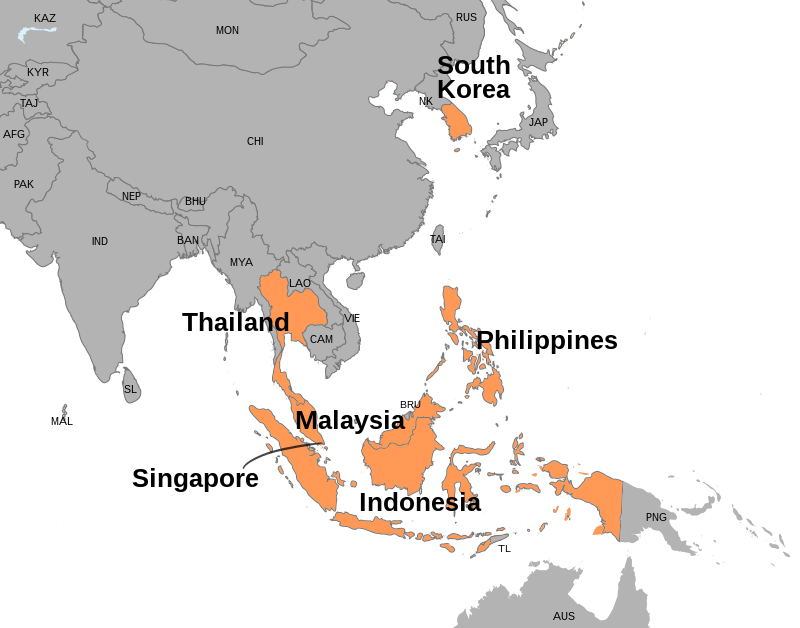 KAZ
RUS
MON
South
Korea
KYR
NK
TAJ
JAP
AFG
CHI
PAK
NEP
BHU
IND
BAN
TAI
MYA
LAO
Thailand
VIE
CAM
Philippines
SL
BRU
MAL
Malaysia
Singapore
Indonesia
PNG
TL
AUS